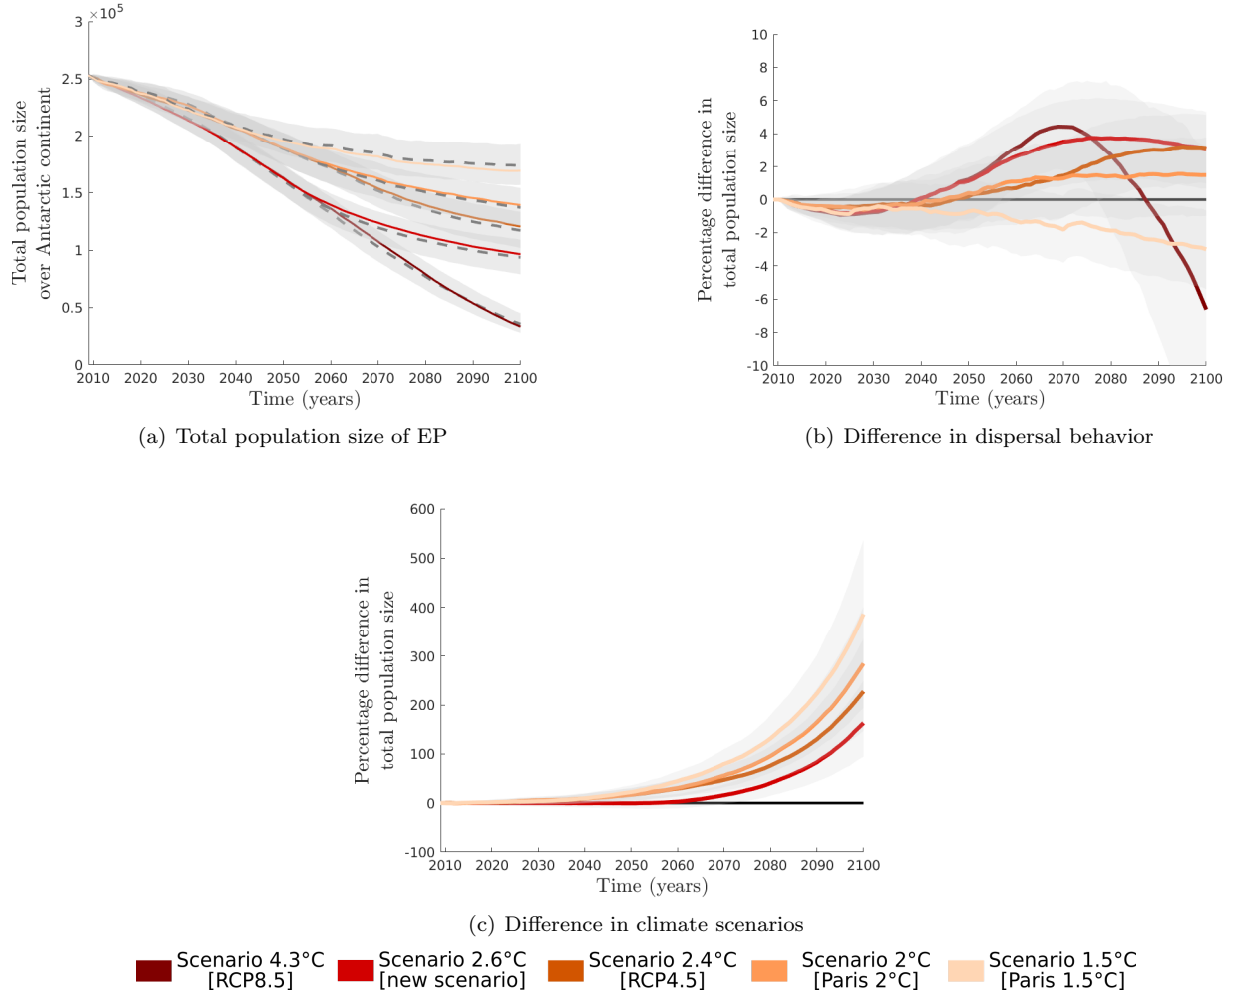 3 ×10⁵
2.5
2
1.5
1
0.5
0
2010 2020 2030 2040 2050 2060 2070 2080 2090 2100
Total population size
over Antarctic continent
Time (years)
(a) Total population size of EP
10
8
6
4
2
0
-2
-4
-6
-8
-10
2010 2020 2030 2040 2050 2060 2070 2080 2090 2100
Percentage difference in
total population size
Time (years)
(b) Difference in dispersal behavior
600
500
400
300
200
100
0
-100
2010 2020 2030 2040 2050 2060 2070 2080 2090 2100
Percentage difference in
total population size
Time (years)
(c) Difference in climate scenarios
Scenario 4.3°C
[RCP8.5]
Scenario 2.6°C
[new scenario]
Scenario 2.4°C
[RCP4.5]
Scenario 2°C
[Paris 2°C]
Scenario 1.5°C
[Paris 1.5°C]